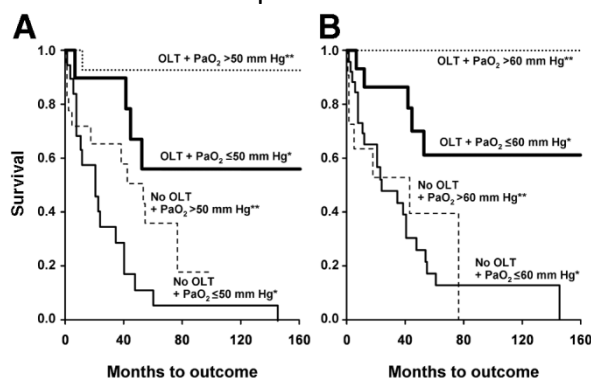 A
B
1.0
0.8
0.6
0.4
0.2
0.0
Survival
OLT + PaO₂ >50 mm Hg**
OLT + PaO₂ ≤50 mm Hg*
No OLT
+ PaO₂ >50 mm Hg**
No OLT
+ PaO₂ ≤50 mm Hg*
0 40 80 120 160
Months to outcome
1.0
0.8
0.6
0.4
0.2
0.0
OLT + PaO₂ >60 mm Hg**
OLT + PaO₂ ≤60 mm Hg*
No OLT
+ PaO₂ >60 mm Hg**
No OLT
+ PaO₂ ≤60 mm Hg*
0 40 80 120 160
Months to outcome